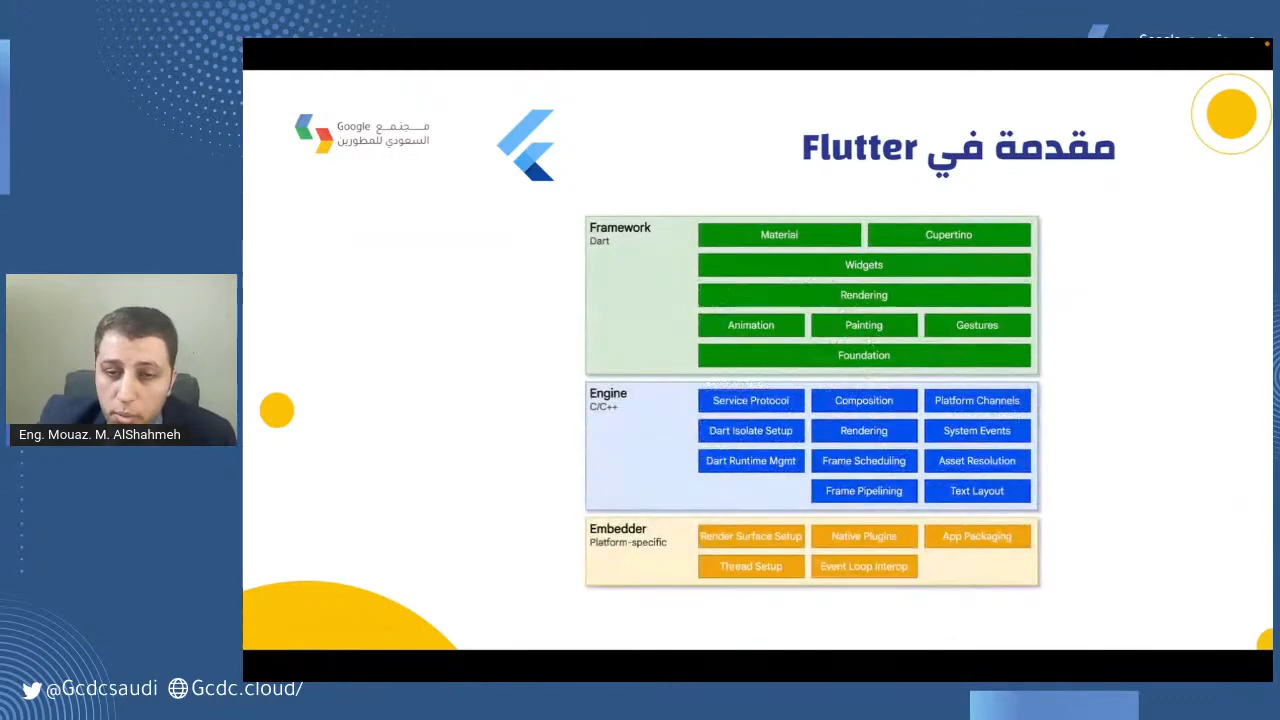 Google
Google مـــجتمـــع
السعودي للمطورين
مقدمة في Flutter
Framework
Dart
Material
Cupertino
Widgets
Rendering
Animation
Painting
Gestures
Foundation
Engine
C/C++
Service Protocol
Composition
Platform Channels
Dart Isolate Setup
Rendering
System Events
Dart Runtime Mgmt
Frame Scheduling
Asset Resolution
Frame Pipelining
Text Layout
Embedder
Platform-specific
Render Surface Setup
Native Plugins
App Packaging
Thread Setup
Event Loop Interop
Eng. Mouaz. M. AlShahmeh
@Gcdcsaudi
Gcdc.cloud/